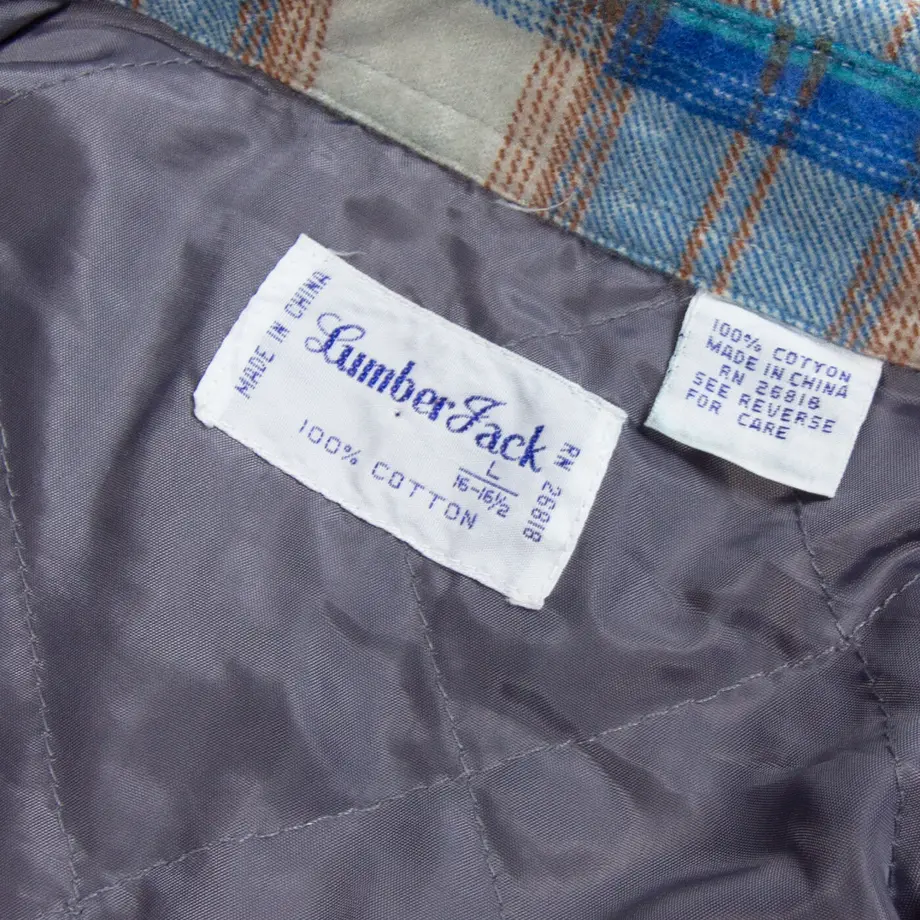 MADE IN CHINA
LumberJack
100% COTTON
L
16-16½
RN 26818
100% COTTON
MADE IN CHINA
RN 26818
SEE REVERSE
FOR CARE